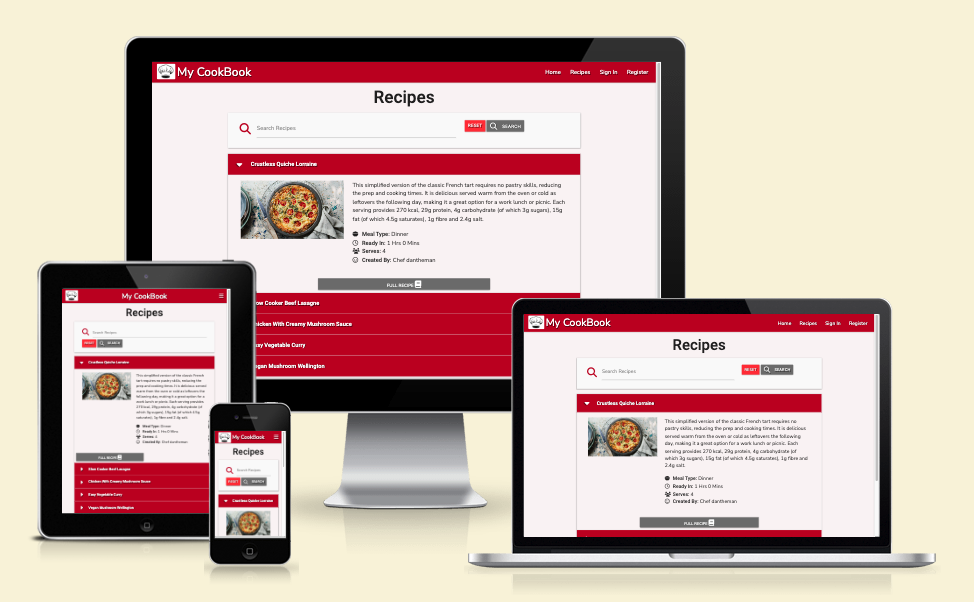 My CookBook
Home Recipes Sign In Register
Recipes
Search Recipes
RESET
SEARCH
Crustless Quiche Lorraine
This simplified version of the classic French tart requires no pastry skills, reducing
the prep and cooking times. It is delicious served warm from the oven or cold as
leftovers the following day, making it a great option for a work lunch or picnic. Each
serving provides 270 kcal, 29g protein, 4g carbohydrate (of which 3g sugars), 15g
fat (of which 4.5g saturates), 1g fibre and 2.4g salt.
Meal Type: Dinner
Ready In: 1 Hrs 0 Mins
Serves: 4
Created By: Chef dantheman
FULL RECIPE
ow Cooker Beef Lasagne
hicken With Creamy Mushroom Sauce
asy Vegetable Curry
egan Mushroom Wellington
My CookBook
Recipes
Search Recipes
RESET
SEARCH
Crustless Quiche Lorraine
This simplified version of the classic French
tart requires no pastry skills, reducing the
prep and cooking times. It is delicious served
warm from the oven or cold as leftovers the
following day, making it a great option for a
work lunch or picnic. Each serving provides
270 kcal, 29g protein, 4g carbohydrate (of
which 3g sugars), 15g fat (of which 4.5g
saturates), 1g fibre and 2.4g salt.
Meal Type: Dinner
Ready In: 1 Hrs 0 Mins
Serves: 4
Created By: Chef dantheman
FULL RECIPE
Slow Cooker Beef Lasagne
Chicken With Creamy Mushroom Sauce
Easy Vegetable Curry
Vegan Mushroom Wellington
My CookBook
Recipes
Search Recipes
RESET
SEARCH
Crustless Quiche Lorraine
My CookBook
Home Recipes Sign In Register
Recipes
Search Recipes
RESET
SEARCH
Crustless Quiche Lorraine
This simplified version of the classic French tart requires no
pastry skills, reducing the prep and cooking times. It is delicious
served warm from the oven or cold as leftovers the following
day, making it a great option for a work lunch or picnic. Each
serving provides 270 kcal, 29g protein, 4g carbohydrate (of
which 3g sugars), 15g fat (of which 4.5g saturates), 1g fibre and
2.4g salt.
Meal Type: Dinner
Ready In: 1 Hrs 0 Mins
Serves: 4
Created By: Chef dantheman
FULL RECIPE